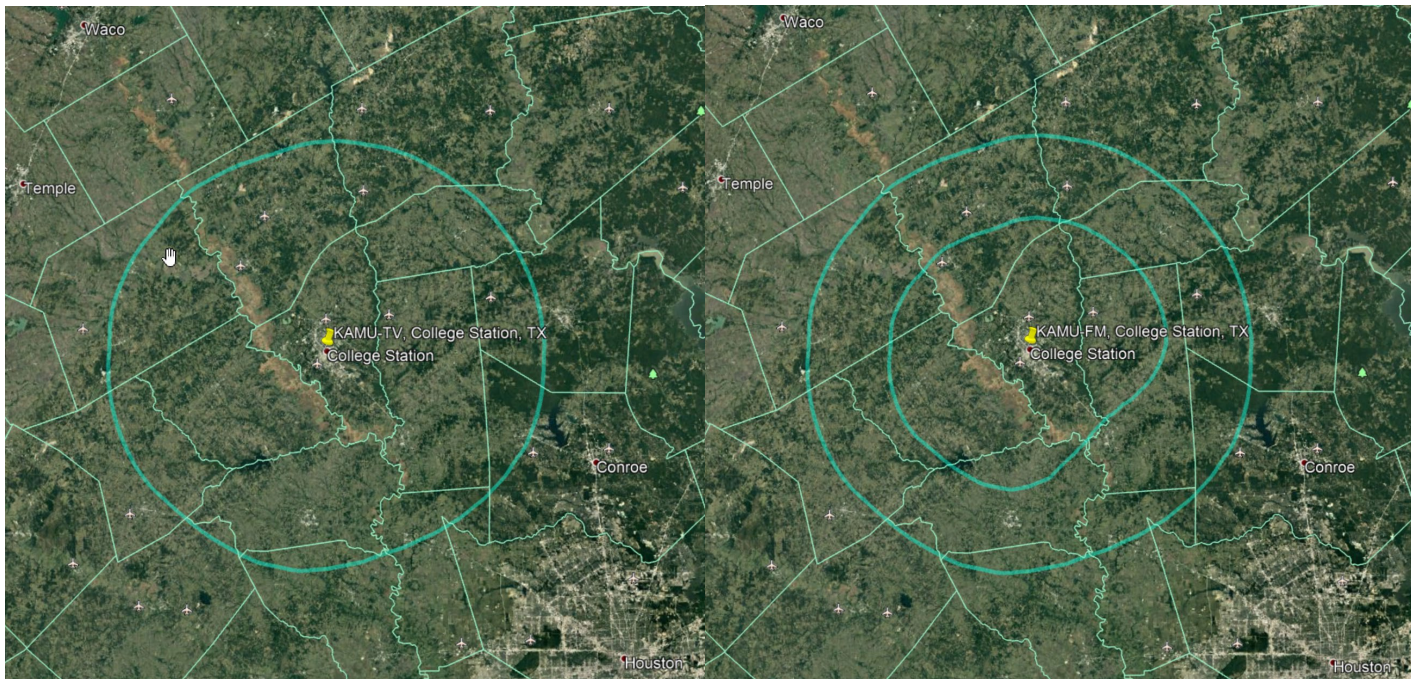 Waco
Temple
KAMU-TV, College Station, TX
College Station
Conroe
Houston
Waco
Temple
KAMU-FM, College Station, TX
College Station
Conroe
Houston